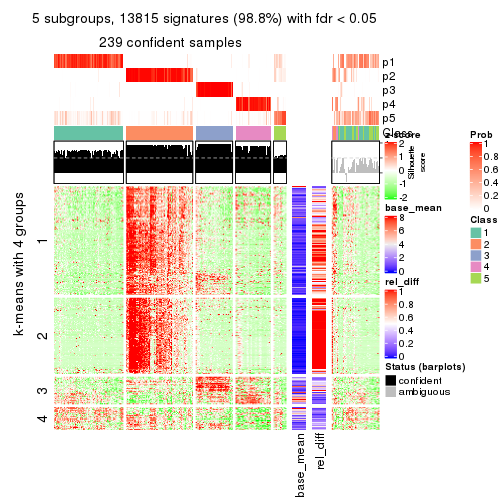 5 subgroups, 13815 signatures (98.8%) with fdr < 0.05
239 confident samples
p1
p2
p3
p4
p5
Class
z-score
2
1
0
-1
-2
Silhouette
score
Prob
1
0.8
0.6
0.4
0.2
0
Class
1
2
3
4
5
base_mean
8
6
4
2
0
rel_diff
1
0.8
0.6
0.4
0.2
0
Status (barplots)
confident
ambiguous
k-means with 4 groups
1
2
3
4
base_mean
rel_diff